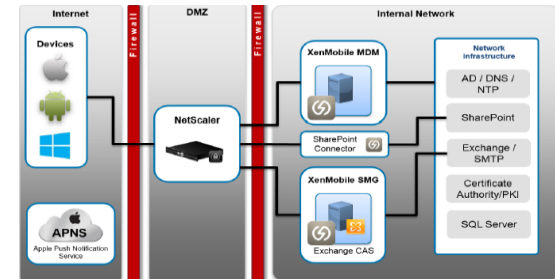 Internet
DMZ
Internal Network
Firewall
Firewall
Devices
NetScaler
APNS
Apple Push Notification
Service
XenMobile MDM
SharePoint
Connector
XenMobile SMG
Exchange CAS
Network
Infrastructure
AD / DNS /
NTP
SharePoint
Exchange /
SMTP
Certificate
Authority/PKI
SQL Server